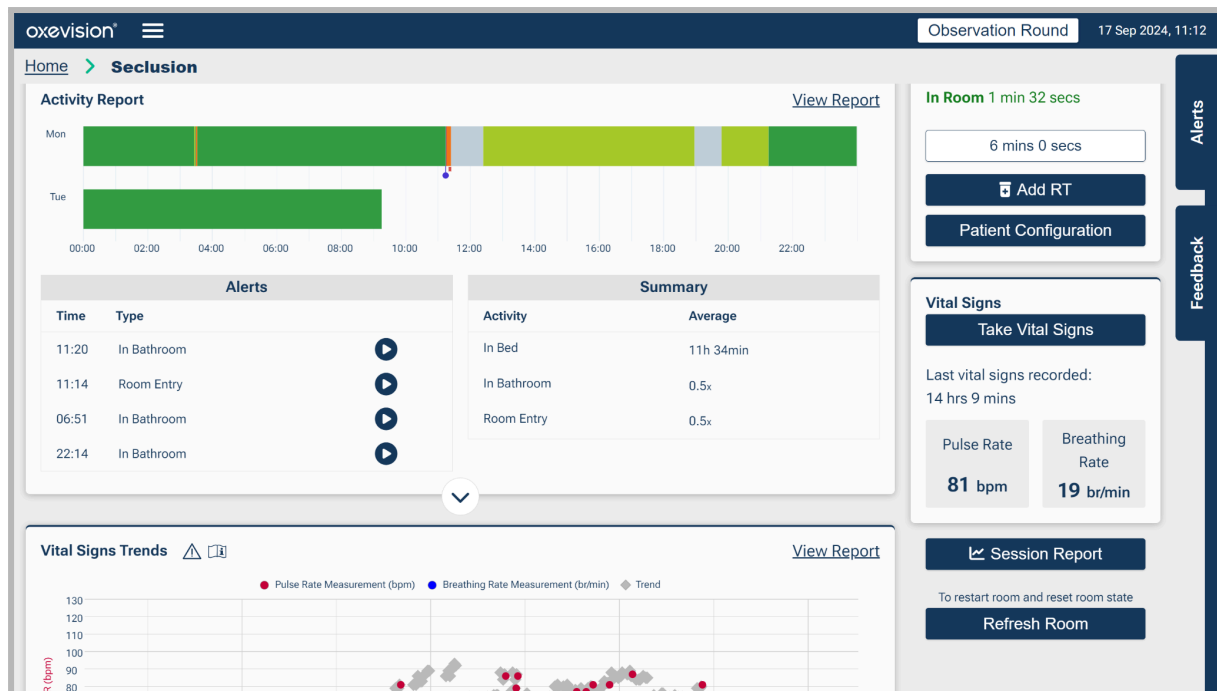 oxevision®
Observation Round
17 Sep 2024, 11:12
Home > Seclusion
Activity Report
View Report
Mon
Tue
00:00 02:00 04:00 06:00 08:00 10:00 12:00 14:00 16:00 18:00 20:00 22:00
Alerts
Time Type
11:20 In Bathroom
11:14 Room Entry
06:51 In Bathroom
22:14 In Bathroom
Summary
Activity Average
In Bed 11h 34min
In Bathroom 0.5x
Room Entry 0.5x
Vital Signs Trends
View Report
Pulse Rate Measurement (bpm) Breathing Rate Measurement (br/min) Trend
130
120
110
100
90
80
R (bpm)
In Room 1 min 32 secs
6 mins 0 secs
Add RT
Patient Configuration
Vital Signs
Take Vital Signs
Last vital signs recorded:
14 hrs 9 mins
Pulse Rate
81 bpm
Breathing
Rate
19 br/min
Session Report
To restart room and reset room state
Refresh Room
Alerts
Feedback